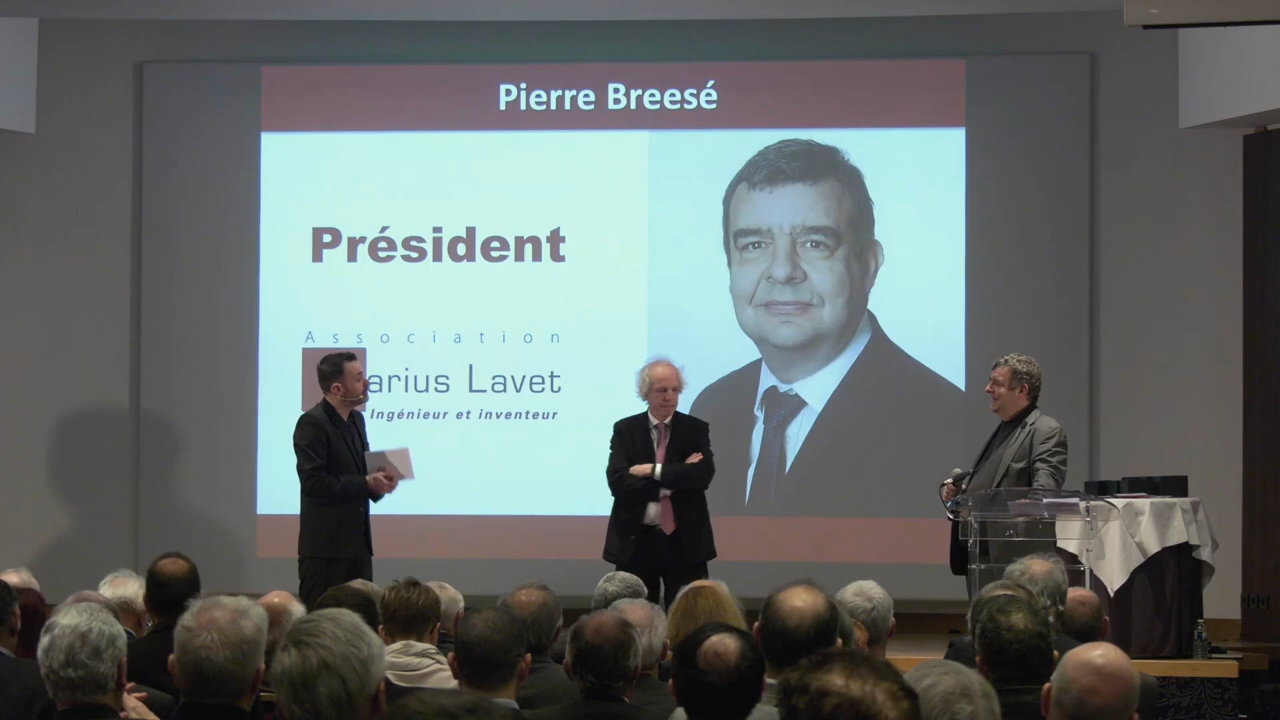 Pierre Breesé
Président
Association
arius Lavet
Ingénieur et inventeur